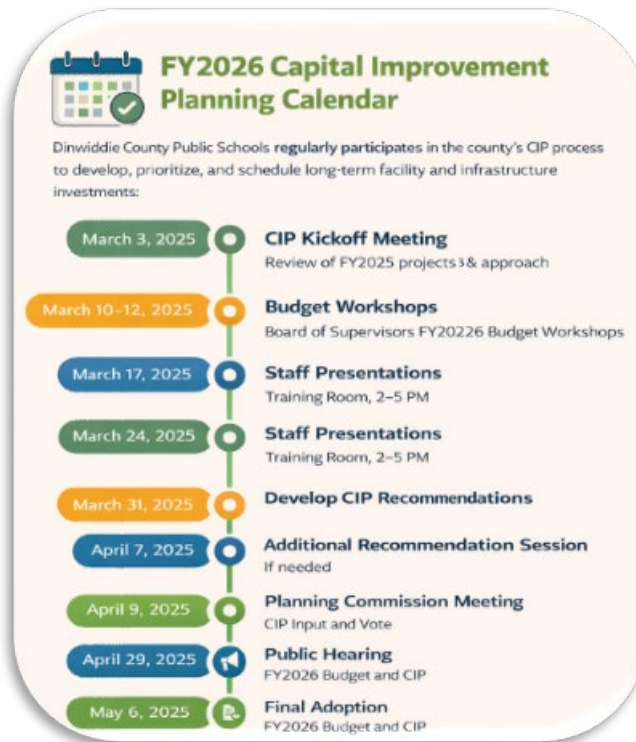 FY2026 Capital Improvement
Planning Calendar
Dinwiddie County Public Schools regularly participates in the county's CIP process
to develop, prioritize, and schedule long-term facility and infrastructure
investments:
March 3, 2025
CIP Kickoff Meeting
Review of FY2025 projects3& approach
March 10–12, 2025
Budget Workshops
Board of Supervisors FY20226 Budget Workshops
March 17, 2025
Staff Presentations
Training Room, 2–5 PM
March 24, 2025
Staff Presentations
Training Room, 2–5 PM
March 31, 2025
Develop CIP Recommendations
April 7, 2025
Additional Recommendation Session
If needed
April 9, 2025
Planning Commission Meeting
CIP Input and Vote
April 29, 2025
Public Hearing
FY2026 Budget and CIP
May 6, 2025
Final Adoption
FY2026 Budget and CIP